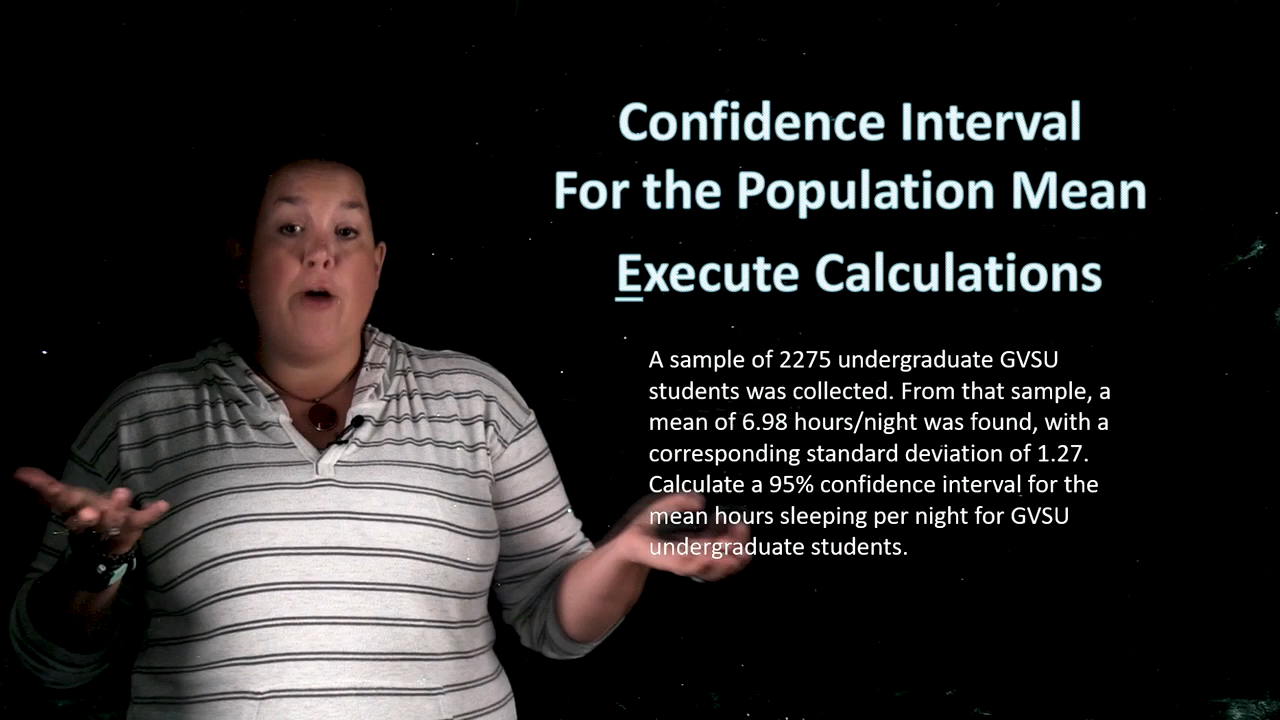 Confidence Interval
For the Population Mean
Execute Calculations
A sample of 2275 undergraduate GVSU
students was collected. From that sample, a
mean of 6.98 hours/night was found, with a
corresponding standard deviation of 1.27.
Calculate a 95% confidence interval for the
mean hours sleeping per night for GVSU
undergraduate students.